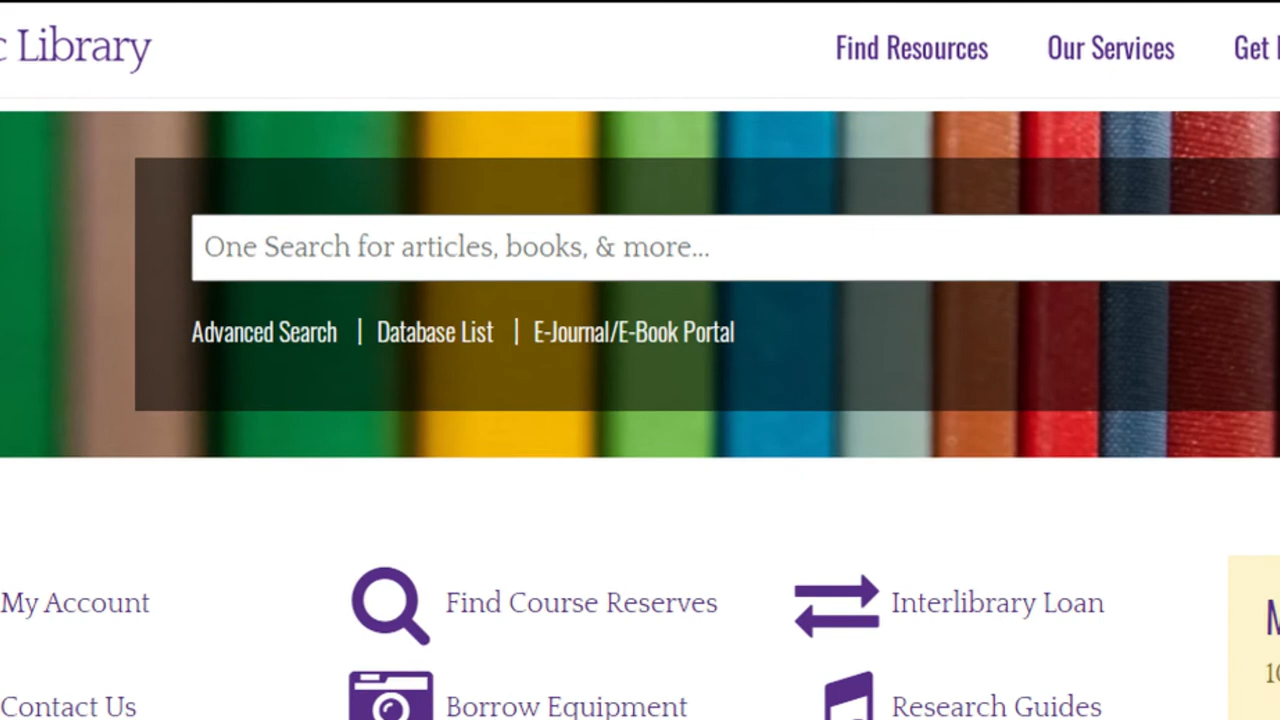 c Library
Find Resources
Our Services
Get
One Search for articles, books, & more...
Advanced Search | Database List | E-Journal/E-Book Portal
My Account
Find Course Reserves
Interlibrary Loan
Contact Us
Borrow Equipment
Research Guides